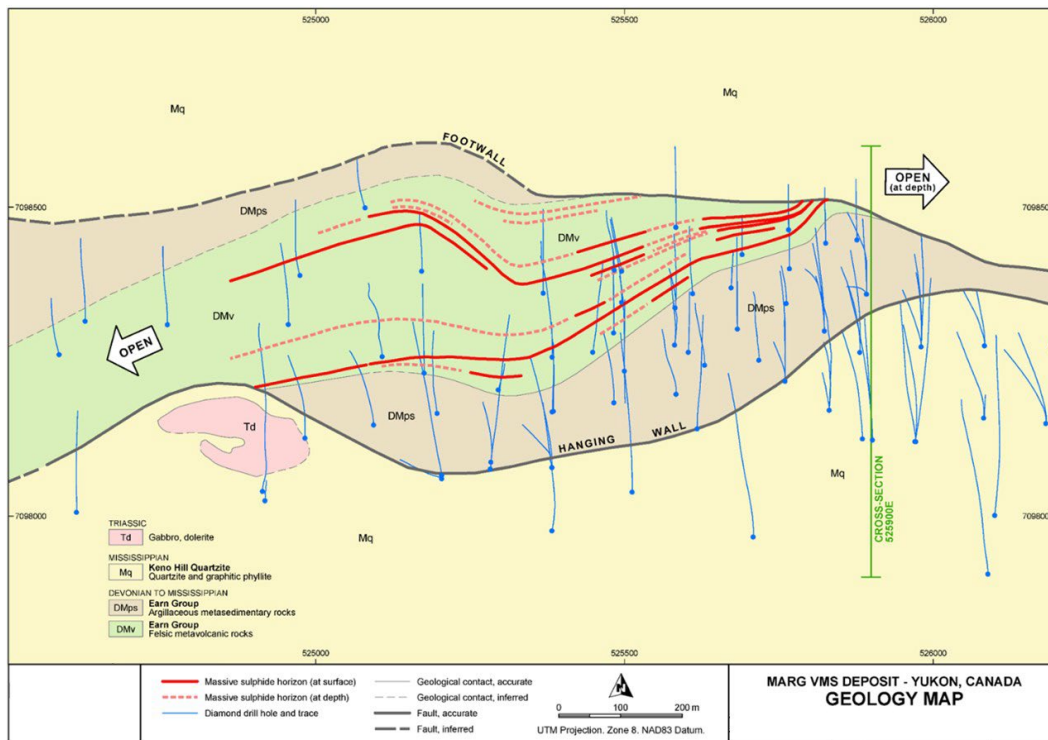 525000
525500
526000
Mq
Mq
FOOTWALL
OPEN
(at depth)
7098500
7098500
DMps
DMv
DMv
DMps
OPEN
Td
DMps
HANGING WALL
Mq
CROSS-SECTION
525900E
7098000
7098000
Mq
TRIASSIC
Td Gabbro, dolerite
MISSISSIPPIAN
Mq Keno Hill Quartzite
Quartzite and graphitic phyllite
DEVONIAN TO MISSISSIPPIAN
DMps Earn Group
Argillaceous metasedimentary rocks
DMv Earn Group
Felsic metavolcanic rocks
525000
525500
526000
Massive sulphide horizon (at surface)
Massive sulphide horizon (at depth)
Diamond drill hole and trace
Geological contact, accurate
Geological contact, inferred
Fault, accurate
Fault, inferred
N
0 100 200 m
UTM Projection. Zone 8. NAD83 Datum.
MARG VMS DEPOSIT - YUKON, CANADA
GEOLOGY MAP